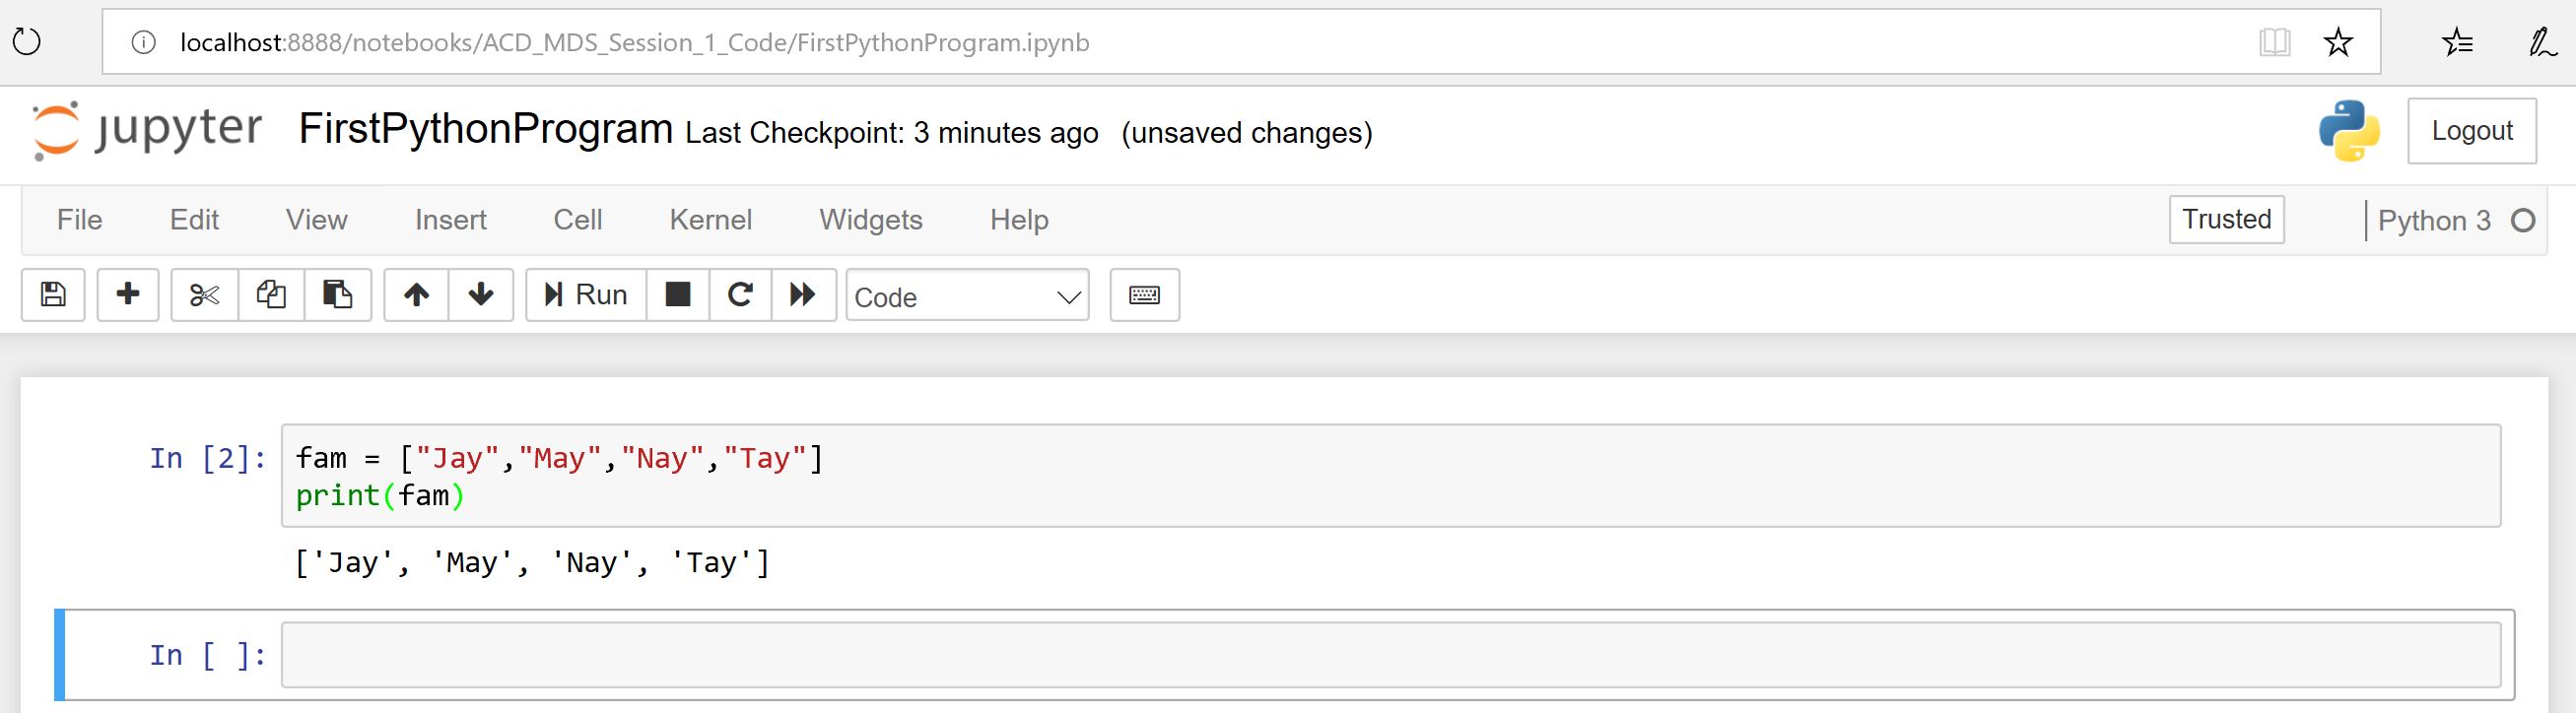 localhost:8888/notebooks/ACD_MDS_Session_1_Code/FirstPythonProgram.ipynb
jupyter FirstPythonProgram Last Checkpoint: 3 minutes ago (unsaved changes) Logout
File Edit View Insert Cell Kernel Widgets Help Trusted Python 3
Run Code
In [2]: fam = ["Jay","May","Nay","Tay"]
print(fam)
['Jay', 'May', 'Nay', 'Tay']
In [ ]: